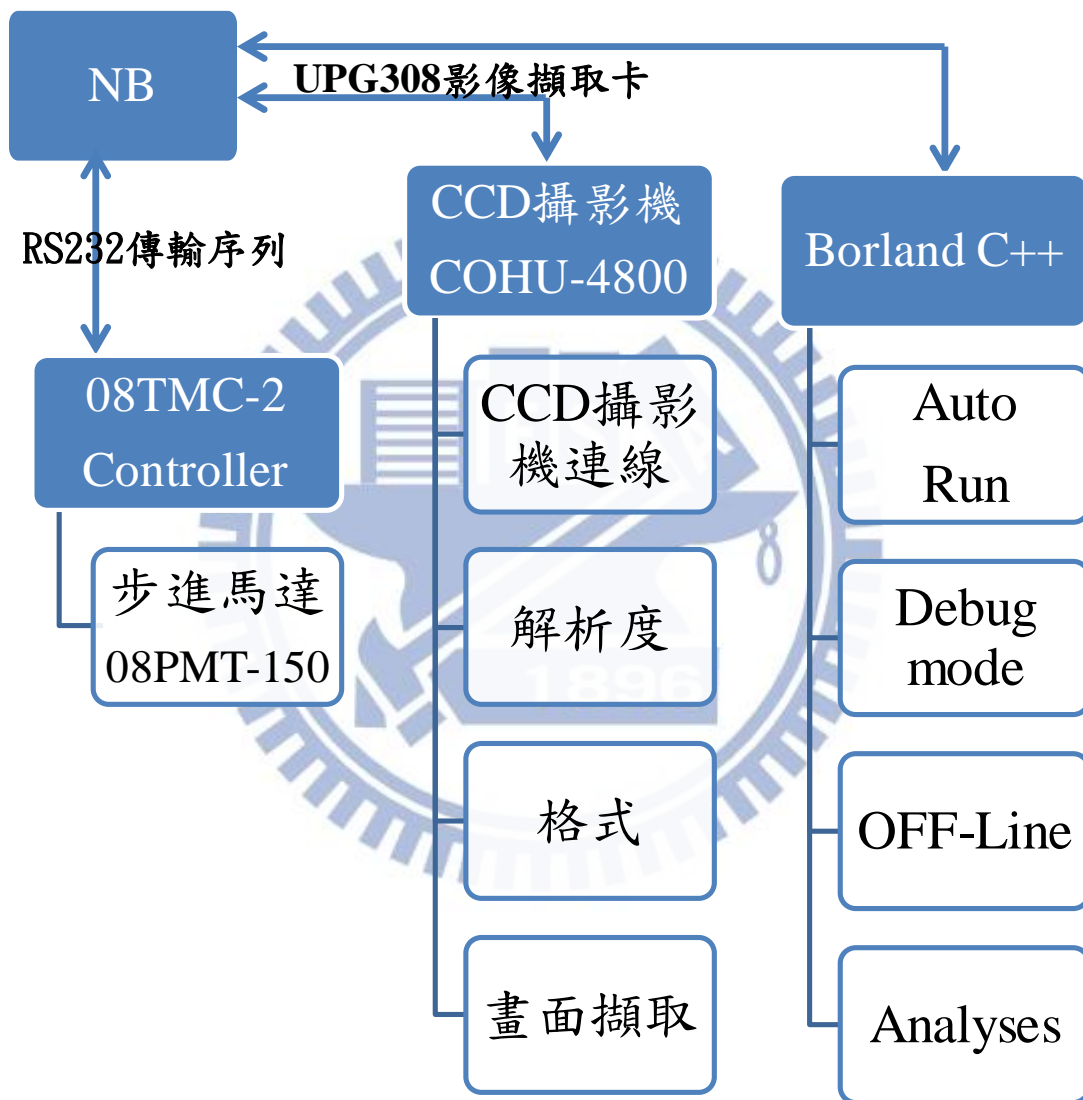 NB
UPG308影像擷取卡
RS232傳輸序列
08TMC-2
Controller
步進馬達
08PMT-150
CCD攝影機
COHU-4800
CCD攝影
機連線
解析度
格式
畫面擷取
Borland C++
Auto
Run
Debug
mode
OFF-Line
Analyses
1896